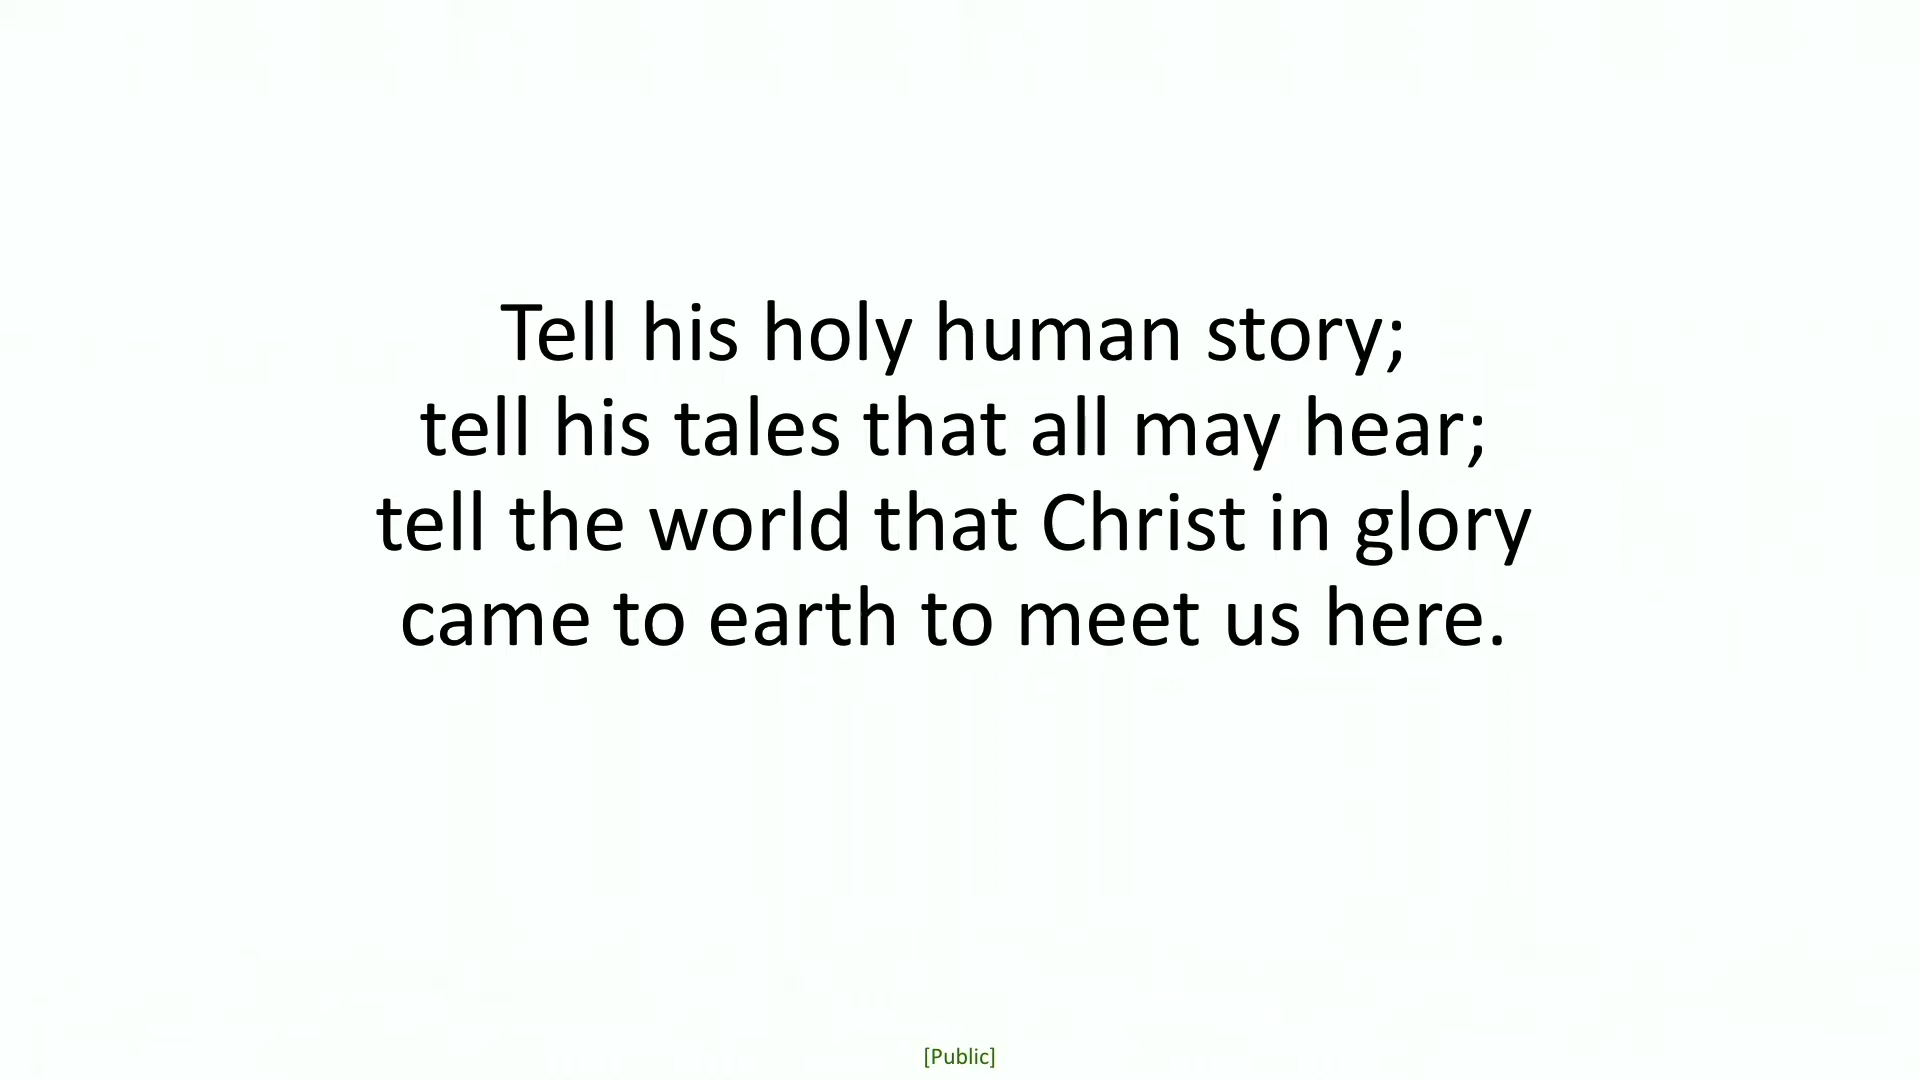 Tell his holy human story;
tell his tales that all may hear;
tell the world that Christ in glory
came to earth to meet us here.
[Public]